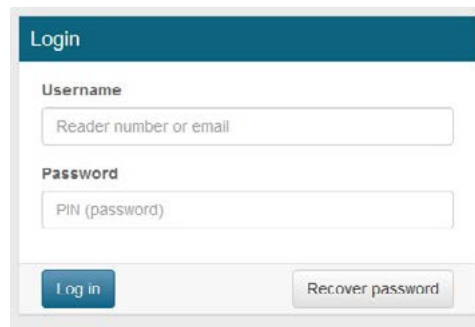 Login
Username
Reader number or email
Password
PIN (password)
Log in Recover password